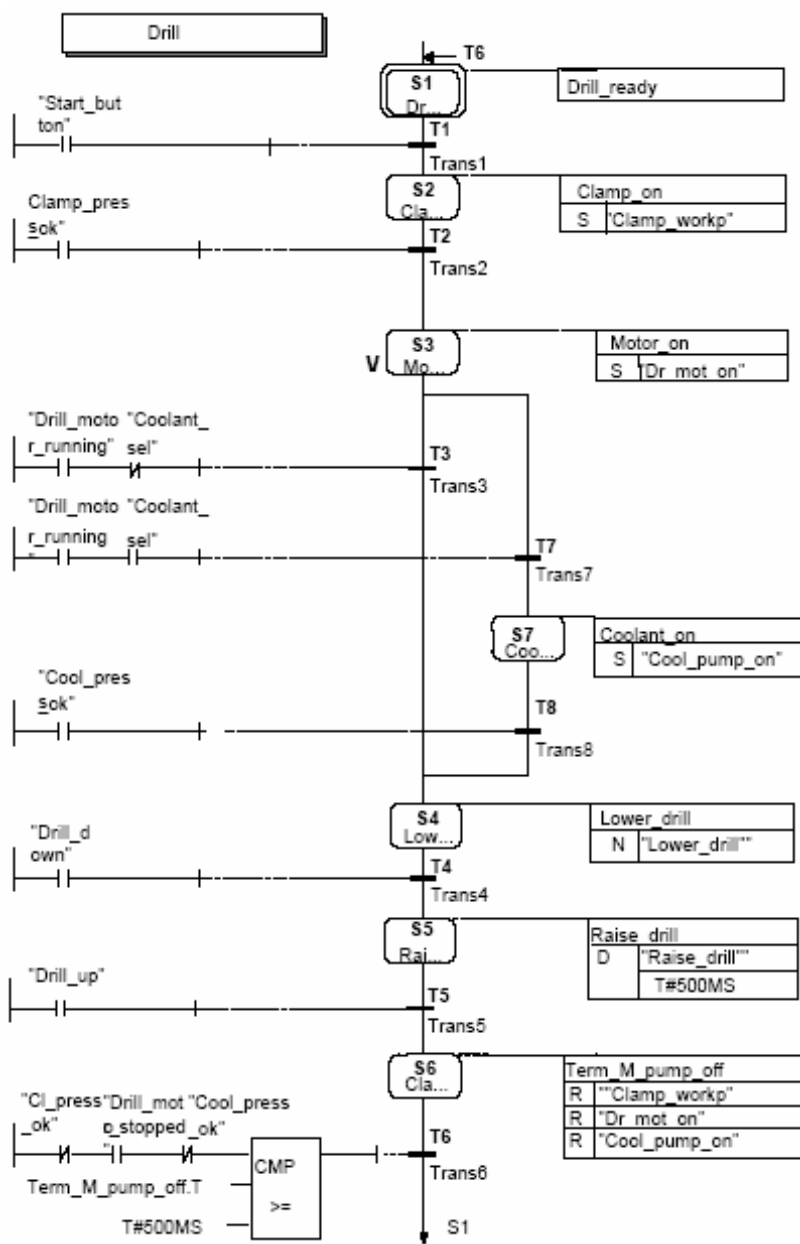 Drill
T6
S1
Dr...
Drill_ready
"Start_but
ton"
T1
Trans1
S2
Cla...
Clamp_on
S "Clamp_workp"
Clamp_pres
sok"
T2
Trans2
S3
V Mo...
Motor_on
S "Dr_mot_on"
"Drill_moto "Coolant_
r_running" sel"
T3
Trans3
"Drill_moto "Coolant_
r_running sel"
"
T7
Trans7
S7
Coo...
Coolant_on
S "Cool_pump_on"
"Cool_pres
sok"
T8
Trans8
S4
Low...
Lower_drill
N "Lower_drill""
"Drill_d
own"
T4
Trans4
S5
Rai...
Raise_drill
D "Raise_drill""
T#500MS
"Drill_up"
T5
Trans5
S6
Cla...
Term_M_pump_off
R ""Clamp_workp"
R "Dr_mot_on"
R "Cool_pump_on"
"Cl_press "Drill_mot "Cool_press
_ok" o_stopped _ok"
"
T6
Trans6
CMP
>=
Term_M_pump_off.T
T#500MS
S1